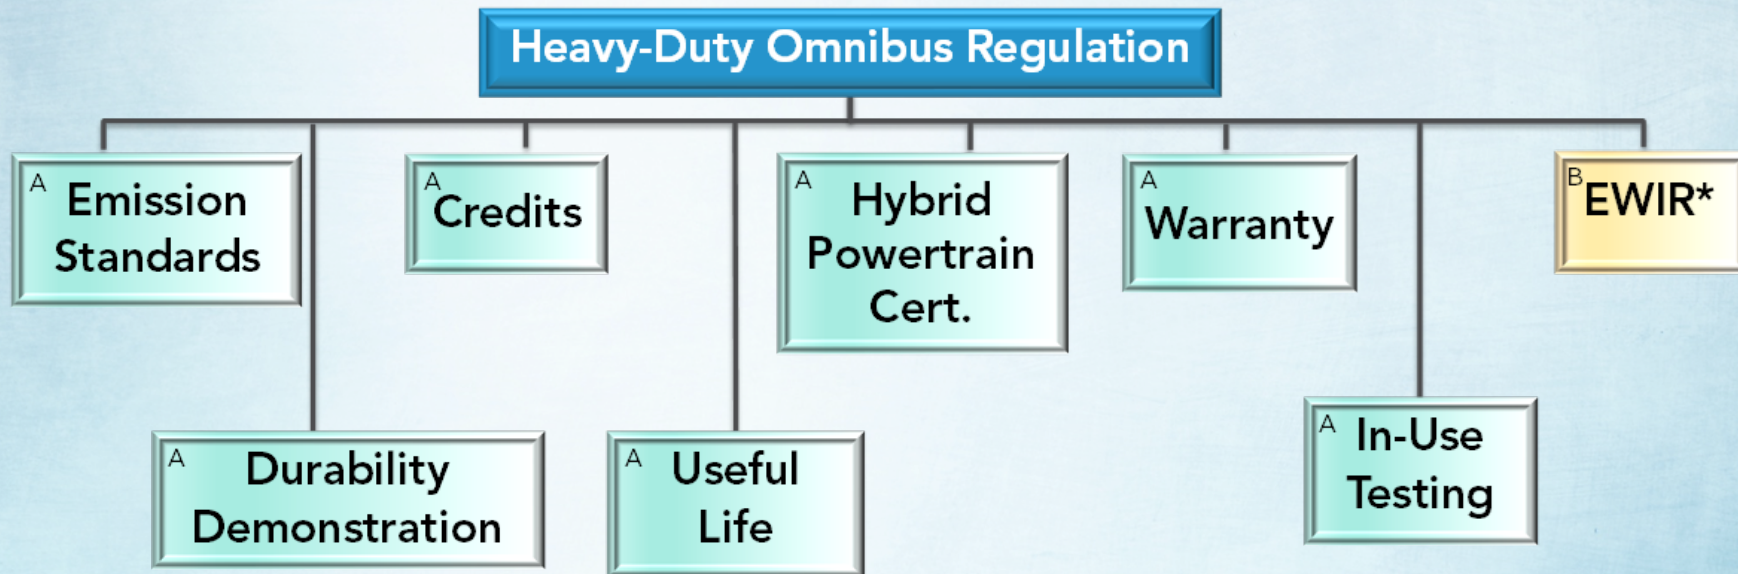 Heavy-Duty Omnibus Regulation
A Emission
Standards
A Credits
A Hybrid
Powertrain
Cert.
A Warranty
B EWIR*
A Durability
Demonstration
A Useful
Life
A In-Use
Testing